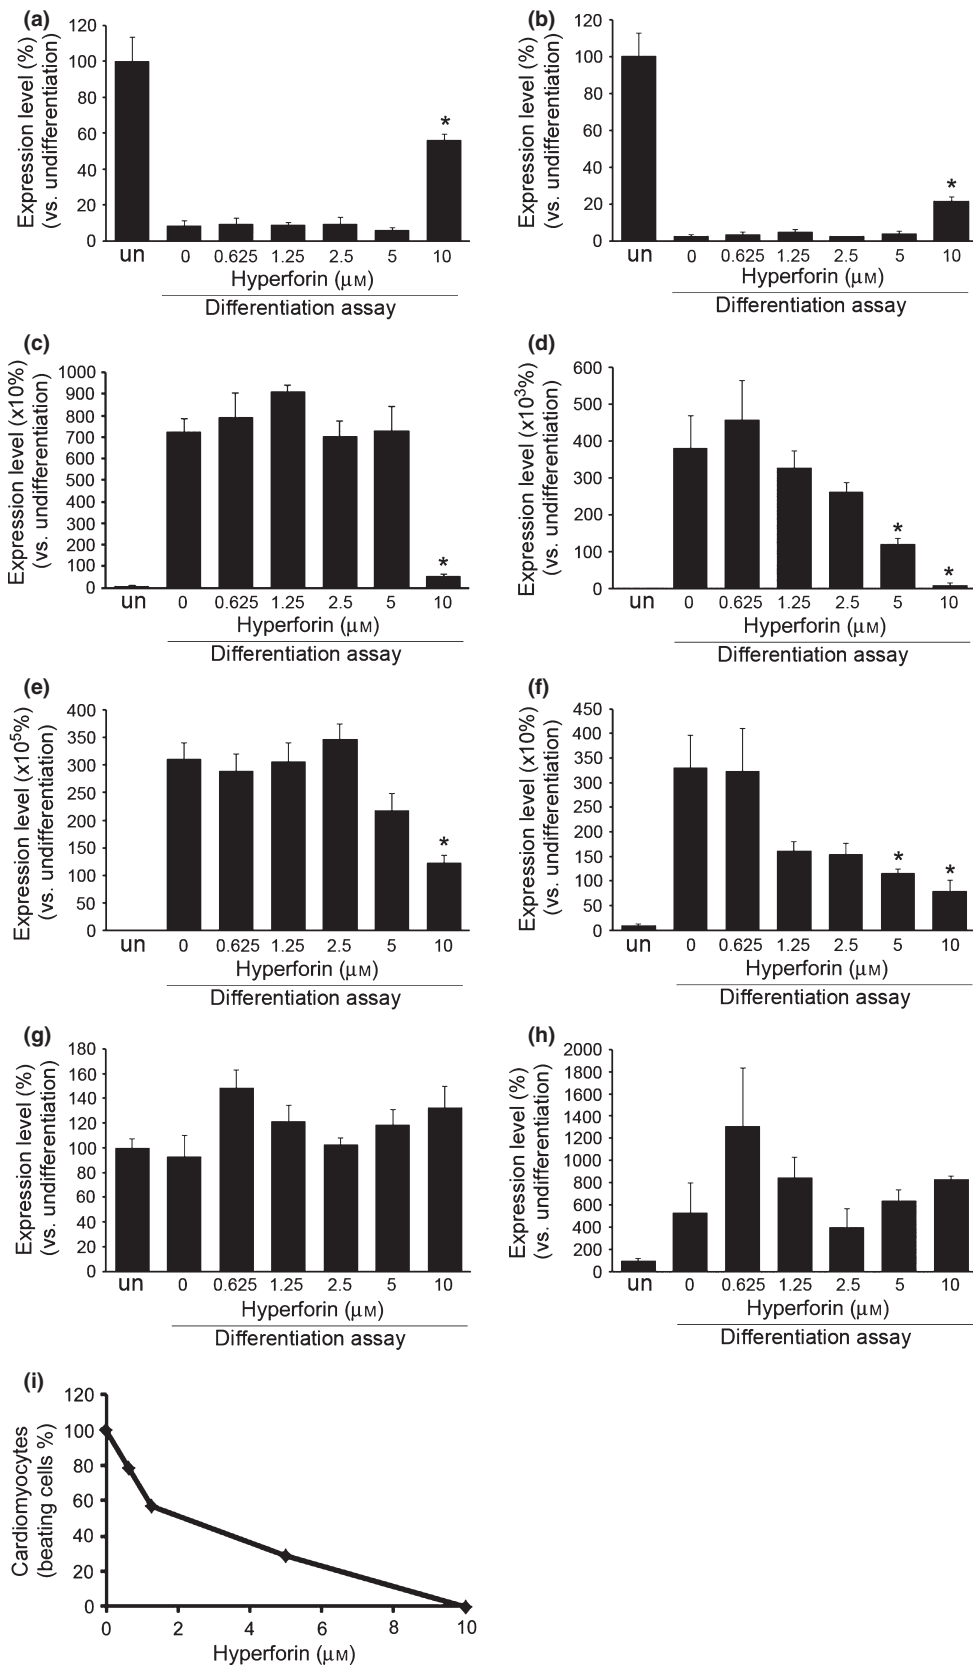 (a)
Expression level (%)
(vs. undifferentiation)
120
100
80
60
40
20
0
*
un 0 0.625 1.25 2.5 5 10
Hyperforin (μM)
Differentiation assay
(b)
Expression level (%)
(vs. undifferentiation)
120
100
80
60
40
20
0
*
un 0 0.625 1.25 2.5 5 10
Hyperforin (μM)
Differentiation assay
(c)
Expression level (x10%)
(vs. undifferentiation)
1000
900
800
700
600
500
400
300
200
100
0
*
un 0 0.625 1.25 2.5 5 10
Hyperforin (μM)
Differentiation assay
(d)
Expression level (x10³%)
(vs. undifferentiation)
600
500
400
300
200
100
0
*
*
un 0 0.625 1.25 2.5 5 10
Hyperforin (μM)
Differentiation assay
(e)
Expression level (x10⁵%)
(vs. undifferentiation)
400
350
300
250
200
150
100
50
0
*
un 0 0.625 1.25 2.5 5 10
Hyperforin (μM)
Differentiation assay
(f)
Expression level (x10%)
(vs. undifferentiation)
450
400
350
300
250
200
150
100
50
0
*
*
un 0 0.625 1.25 2.5 5 10
Hyperforin (μM)
Differentiation assay
(g)
Expression level (%)
(vs. undifferentiation)
180
160
140
120
100
80
60
40
20
0
un 0 0.625 1.25 2.5 5 10
Hyperforin (μM)
Differentiation assay
(h)
Expression level (%)
(vs. undifferentiation)
2000
1800
1600
1400
1200
1000
800
600
400
200
0
un 0 0.625 1.25 2.5 5 10
Hyperforin (μM)
Differentiation assay
(i)
Cardiomyocytes
(beating cells %)
120
100
80
60
40
20
0
0 2 4 6 8 10
Hyperforin (μM)